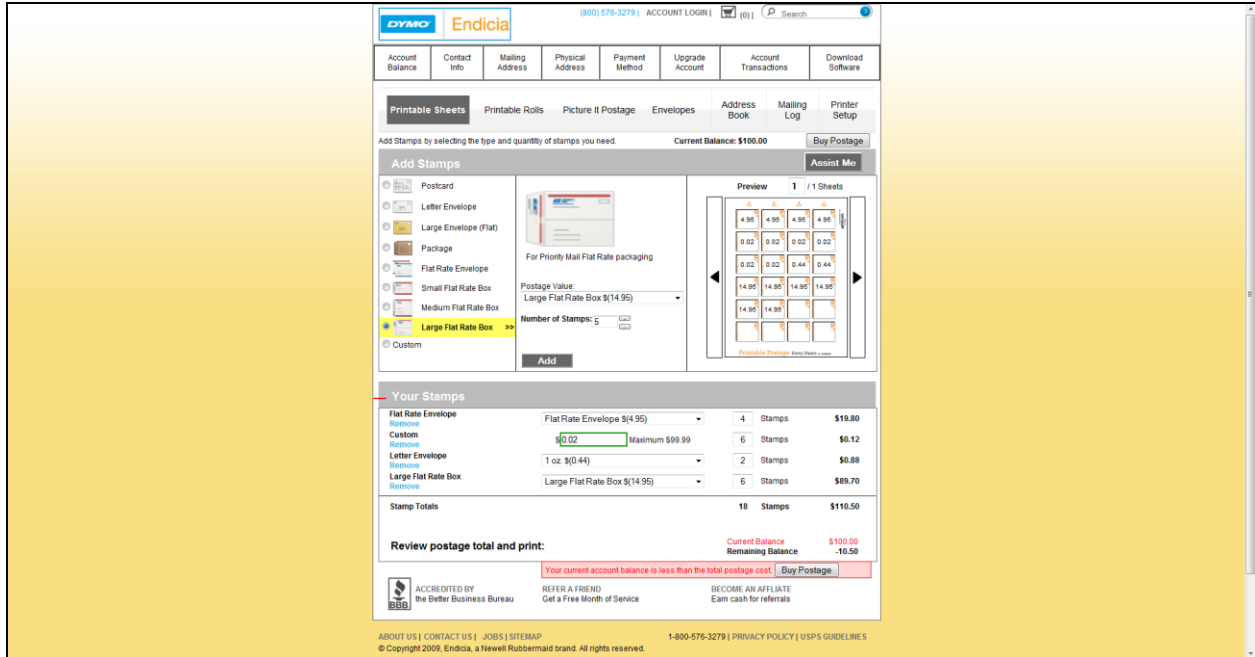 DYMO Endicia
(800) 576-3279 | ACCOUNT LOGIN | (0) | Search
Account Balance
Contact Info
Mailing Address
Physical Address
Payment Method
Upgrade Account
Account Transactions
Download Software
Printable Sheets
Printable Rolls
Picture It Postage
Envelopes
Address Book
Mailing Log
Printer Setup
Add Stamps by selecting the type and quantitiy of stamps you need. Current Balance: $100.00 Buy Postage
Add Stamps Assist Me
Postcard
Letter Envelope
Large Envelope (Flat)
Package
Flat Rate Envelope
Small Flat Rate Box
Medium Flat Rate Box
Large Flat Rate Box >>
Custom
For Priority Mail Flat Rate packaging
Postage Value:
Large Flat Rate Box $(14.95)
Number of Stamps: 5
Add
Preview 1 / 1 Sheets
4.95 4.95 4.95 4.95
0.02 0.02 0.02 0.02
0.02 0.02 0.44 0.44
14.95 14.95 14.95 14.95
14.95 14.95
Printable Postage
Your Stamps
Flat Rate Envelope
Remove
Flat Rate Envelope $(4.95) 4 Stamps $19.80
Custom
Remove
$ 0.02 Maximum $99.99 6 Stamps $0.12
Letter Envelope
Remove
1 oz. $(0.44) 2 Stamps $0.88
Large Flat Rate Box
Remove
Large Flat Rate Box $(14.95) 6 Stamps $89.70
Stamp Totals 18 Stamps $110.50
Review postage total and print:
Current Balance $100.00
Remaining Balance -10.50
Your current account balance is less than the total postage cost. Buy Postage
BBB
ACCREDITED BY
the Better Business Bureau
REFER A FRIEND
Get a Free Month of Service
BECOME AN AFFLIATE
Earn cash for referrals
ABOUT US | CONTACT US | JOBS | SITEMAP 1-800-576-3279 | PRIVACY POLICY | USPS GUIDELINES
© Copyright 2009, Endicia, a Newell Rubbermaid brand. All rights reserved.